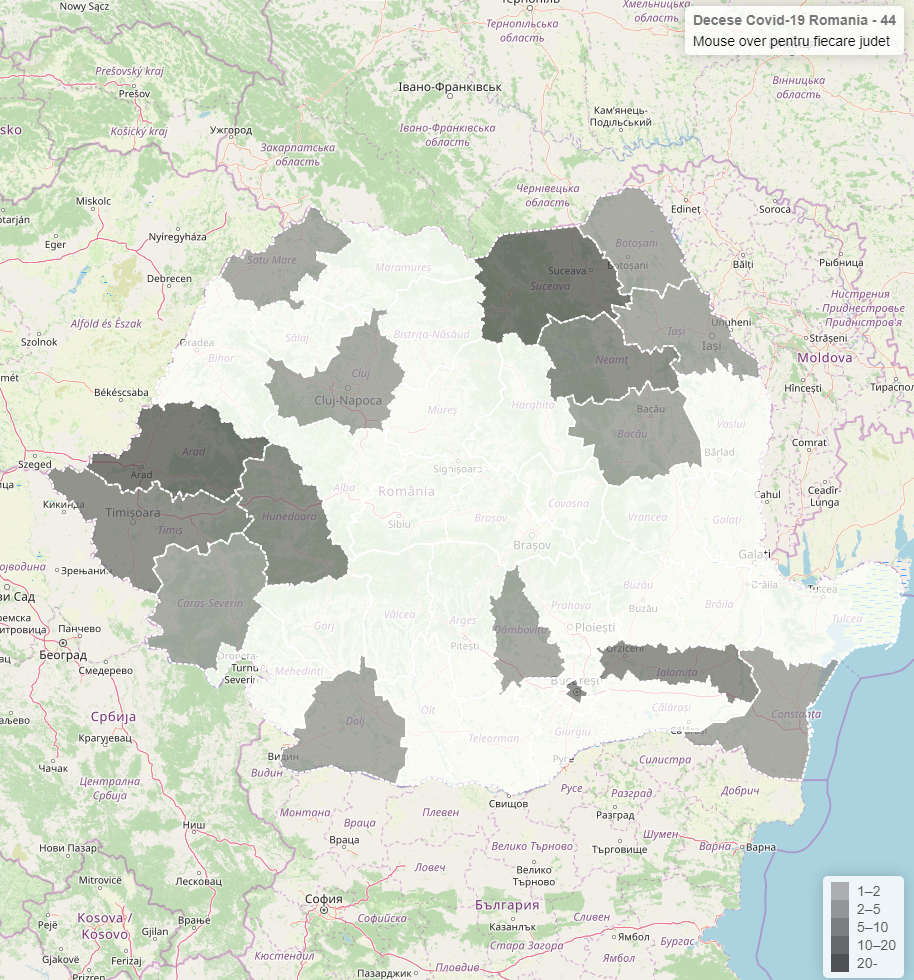 Nowy Sącz
Тернопіль
Хмельницька
область
Тернопільська
область
Decese Covid-19 Romania - 44
Mouse over pentru fiecare judet
Prešovský kraj
Prešov
Івано-Франківськ
Вінницька
область
Кам'янець-
Подільський
Košický kraj
Ужгород
Івано-Франківська
область
Закарпатська
область
Чернівецька
область
Miskolc
Edineț
Soroca
Eger
Nyíregyháza
Botoșani
Suceava
Botoșani
Bălți
Рыбница
Debrecen
Satu Mare
Maramureș
Suceava
Нистрения
Приднестровье
Придністров'я
Alföld és Észak
Szolnok
Oradea
Bihor
Sălaj
Bistrița-Năsăud
Iași
Ungheni
Iași
Strășeni
Moldova
Neamț
Cluj
Cluj-Napoca
Békéscsaba
Hîncești
Тирасполь
Mureș
Harghita
Bacău
Bacău
Vaslui
Bârlad
Comrat
Arad
Arad
Szeged
Sighișoara
România
Alba
Cahul
Ceadîr-
Lunga
Кикинда
Timișoara
Timiș
Hunedoara
Sibiu
Brașov
Covasna
Vrancea
Galați
Brașov
Galați
Зрењанин
Caraș-Severin
Buzău
Buzău
Brăila
Brăila
Tulcea
Tulcea
Gorj
Vâlcea
Argeș
Pitești
Dâmbovița
Prahova
Ploiești
Панчево
Београд
Смедерево
Drobeta-
Turnu
Severin
Mehedinți
Urziceni
Ialomița
București
Călărași
Călărași
Constanța
Србија
Крагујевац
Чачак
Централна
Србија
Dolj
Olt
Teleorman
Giurgiu
Русе
Видин
Видин
Силистра
Добрич
Свищов
Русе
Разград
Разград
Монтана
Враца
Враца
Плевен
Ниш
Нови Пазар
Шумен
Варна
Варна
Велико Търново
Търговище
Ловеч
Велико
Търново
Mitrovicë
Лесковац
София
Софийска
България
Сливен
Казанлък
Kosova /
Kosovo
Pejë
Врање
Gjilan
Ferizaj
Gjakovë
Prizren
Кюстендил
Пазарджик
Пловдив
Стара Загора
Ямбол
Ямбол
Бургас
1–2
2–5
5–10
10–20
20-